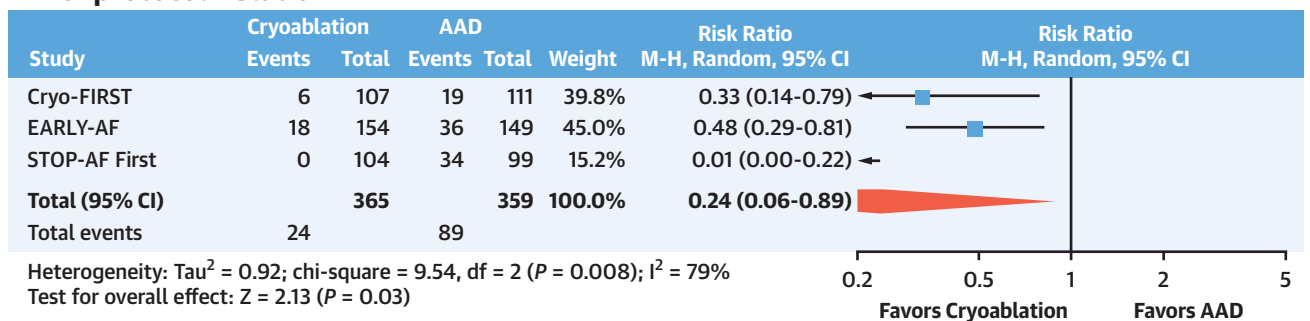 Cryoablation AAD Risk Ratio Risk Ratio
Study Events Total Events Total Weight M-H, Random, 95% CI M-H, Random, 95% CI
Cryo-FIRST 6 107 19 111 39.8% 0.33 (0.14-0.79)
EARLY-AF 18 154 36 149 45.0% 0.48 (0.29-0.81)
STOP-AF First 0 104 34 99 15.2% 0.01 (0.00-0.22)
Total (95% CI) 365 359 100.0% 0.24 (0.06-0.89)
Total events 24 89
Heterogeneity: Tau² = 0.92; chi-square = 9.54, df = 2 (P = 0.008); I² = 79%
Test for overall effect: Z = 2.13 (P = 0.03)
0.2 0.5 1 2 5
Favors Cryoablation Favors AAD